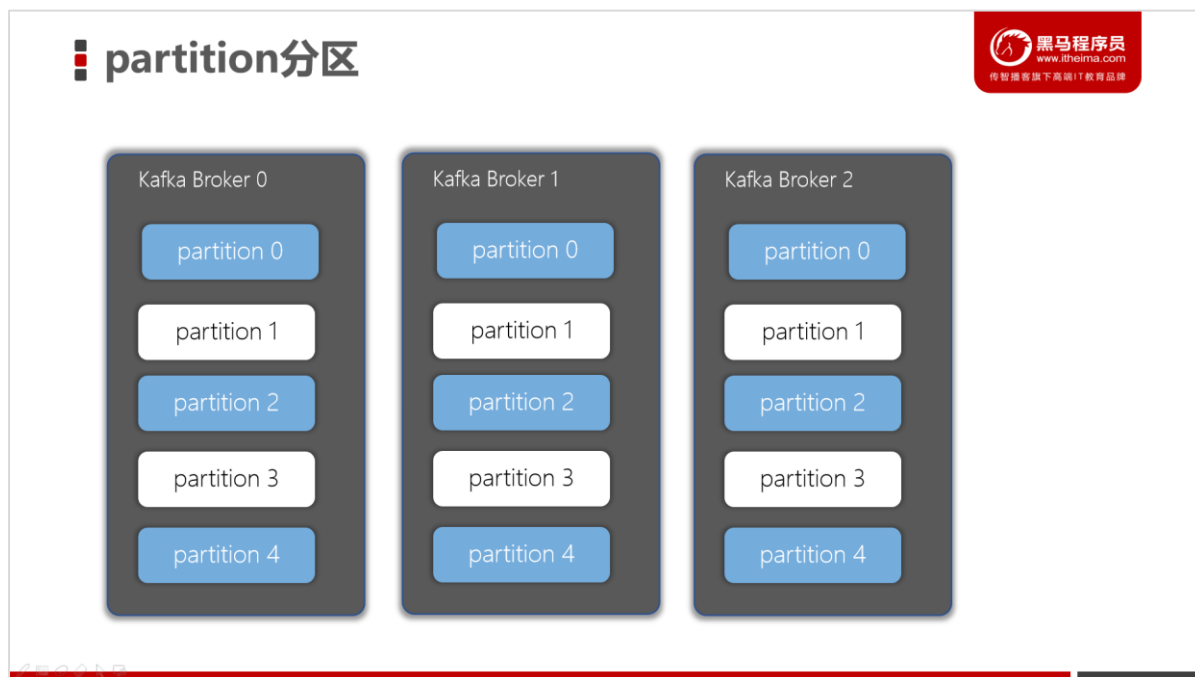 partition分区
黑马程序员
www.itheima.com
传智播客旗下高端IT教育品牌
Kafka Broker 0
partition 0
partition 1
partition 2
partition 3
partition 4
Kafka Broker 1
partition 0
partition 1
partition 2
partition 3
partition 4
Kafka Broker 2
partition 0
partition 1
partition 2
partition 3
partition 4